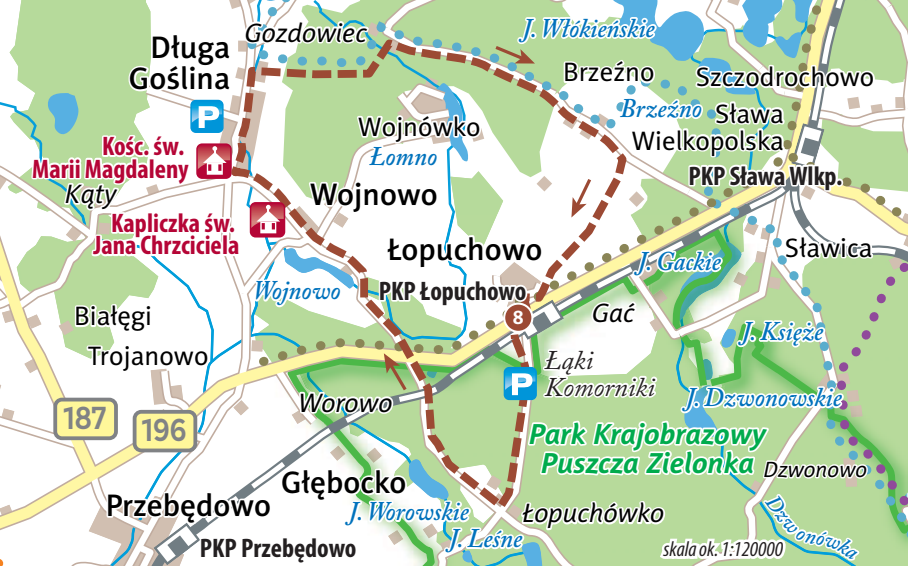 Gozdowiec
J. Włókieńskie
Długa
Goślina
Brzeźno
Szczodrochowo
P
Brzeźno
Sława
Wielkopolska
Wojnówko
Łomno
Kośc. św.
Marii Magdaleny
PKP Sława Wlkp.
Kąty
Wojnowo
Kapliczka św.
Jana Chrzciciela
Łopuchowo
Sławica
J. Gackie
Wojnowo
PKP Łopuchowo
8
Gać
Białęgi
J. Księże
Trojanowo
Łąki
Komorniki
P
J. Dzwonowskie
Worowo
187
196
Park Krajobrazowy
Puszcza Zielonka
Dzwonowo
Głębocko
Przebędowo
J. Worowskie
Łopuchówko
Dzwonówka
J. Leśne
PKP Przebędowo
skala ok. 1:120000